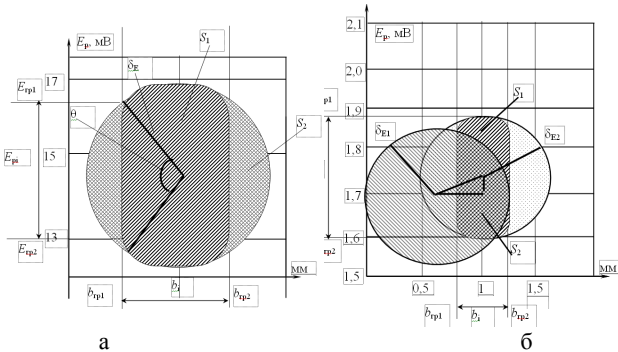 Eр, мВ
S1
δE
17
Eгр1
θ
S2
Eрi
15
13
Eгр2
мм
bгр1
bi
bгр2
а
2,1
Eр, мВ
2,0
S1
р1
1,9
δE1
δE2
1,8
1,7
гр2
1,6
S2
1,5
мм
0,5
1
1,5
bгр1
bi
bгр2
б